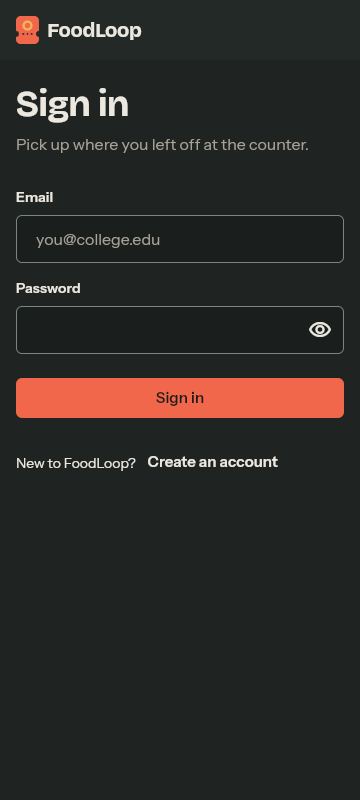 FoodLoop
Sign in
Pick up where you left off at the counter.
Email
you@college.edu
Password
Sign in
New to FoodLoop? Create an account